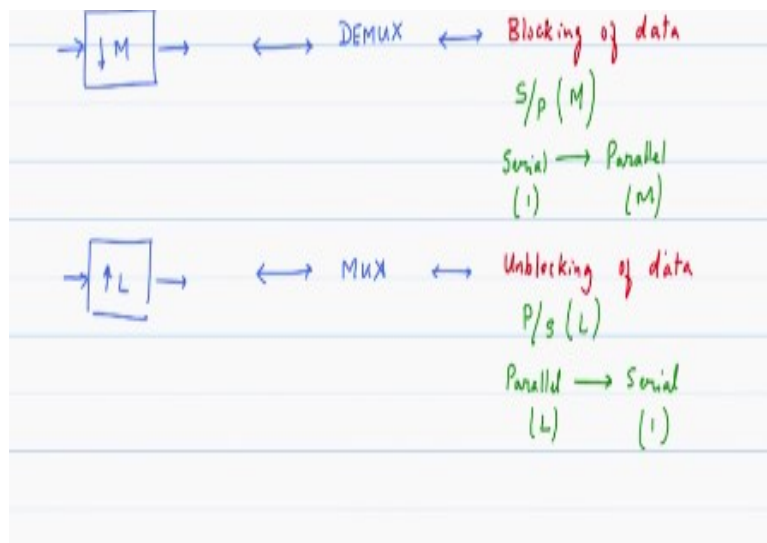 → ↓M → ↔ DEMUX ↔ Blocking of data
S/P (M)
Serial → Parallel
(1) (M)
→ ↑L → ↔ MUX ↔ Unblocking of data
P/S (L)
Parallel → Serial
(L) (1)